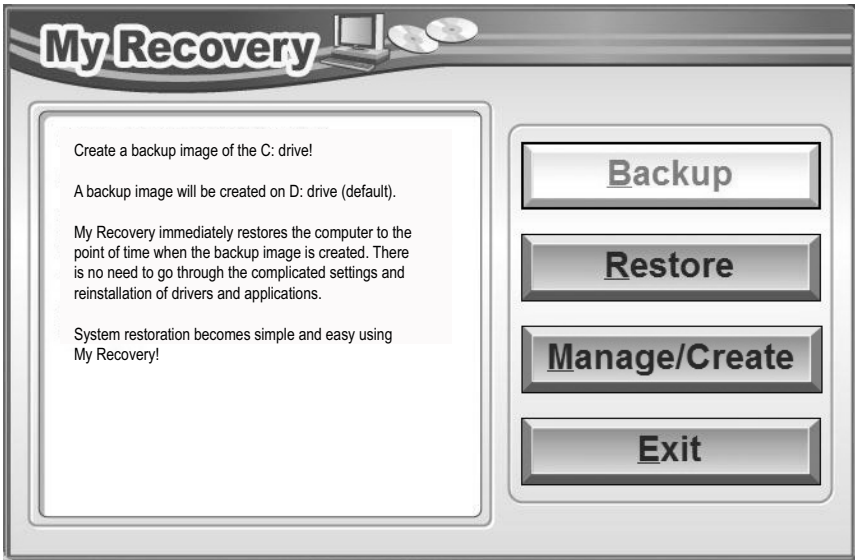 My Recovery
Create a backup image of the C: drive!
A backup image will be created on D: drive (default).
My Recovery immediately restores the computer to the
point of time when the backup image is created. There
is no need to go through the complicated settings and
reinstallation of drivers and applications.
System restoration becomes simple and easy using
My Recovery!
Backup
Restore
Manage/Create
Exit